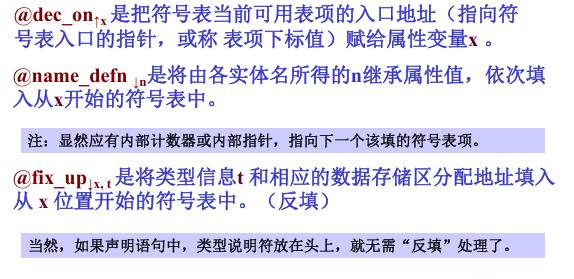 @dec_on↑x 是把符号表当前可用表项的入口地址（指向符
号表入口的指针，或称 表项下标值）赋给属性变量x 。
@name_defn ↓n是将由各实体名所得的n继承属性值，依次填
入从x开始的符号表中。
注：显然应有内部计数器或内部指针，指向下一个该填的符号表项。
@fix_up↓x, t 是将类型信息t 和相应的数据存储区分配地址填入
从 x 位置开始的符号表中。（反填）
当然，如果声明语句中，类型说明符放在头上，就无需“反填”处理了。